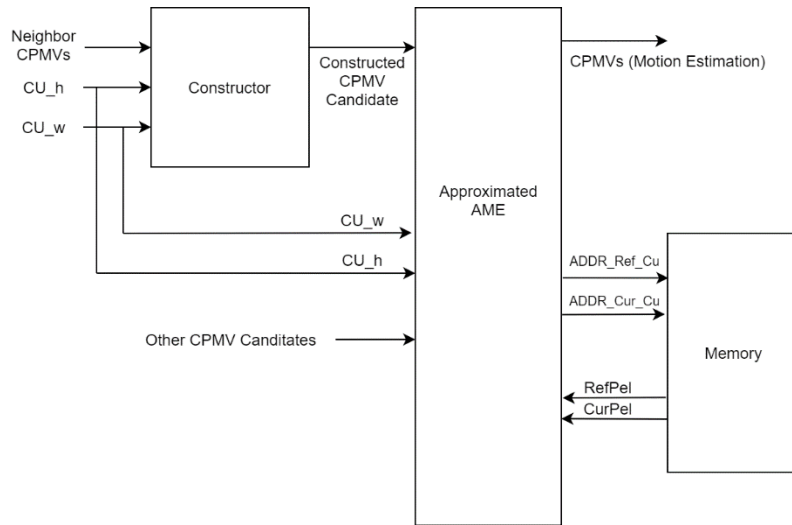 Neighbor
CPMVs
CU_h
CU_w
Constructor
Constructed
CPMV
Candidate
CPMVs (Motion Estimation)
Approximated
AME
CU_w
CU_h
Other CPMV Canditates
ADDR_Ref_Cu
ADDR_Cur_Cu
Memory
RefPel
CurPel